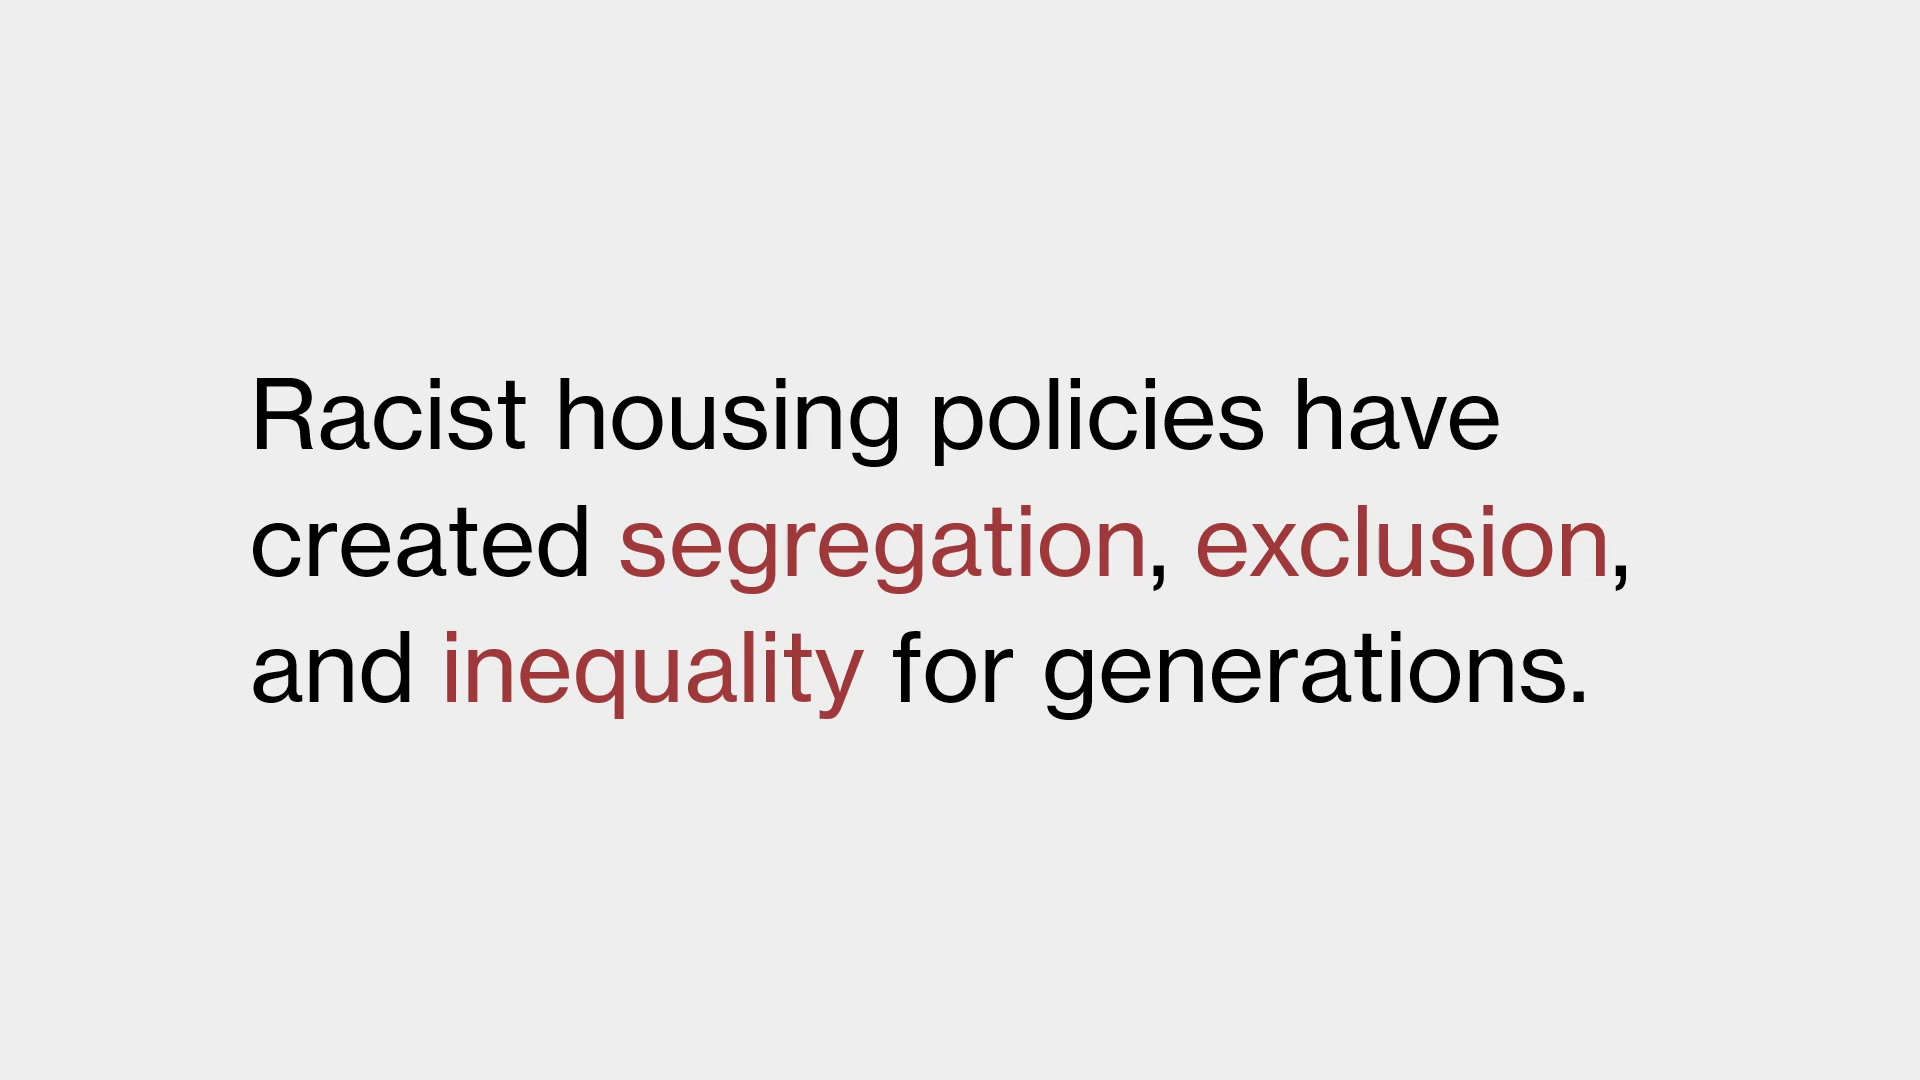 Racist housing policies have
created segregation, exclusion,
and inequality for generations.